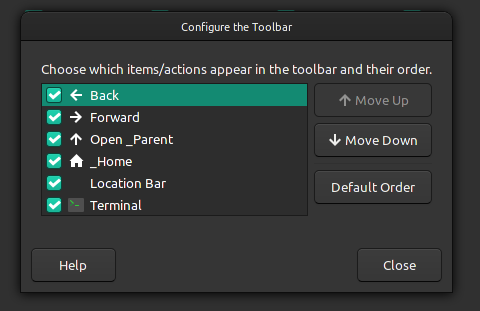 Configure the Toolbar
Choose which items/actions appear in the toolbar and their order.
Back
Forward
Open _Parent
_Home
Location Bar
Terminal
Move Up
Move Down
Default Order
Help
Close